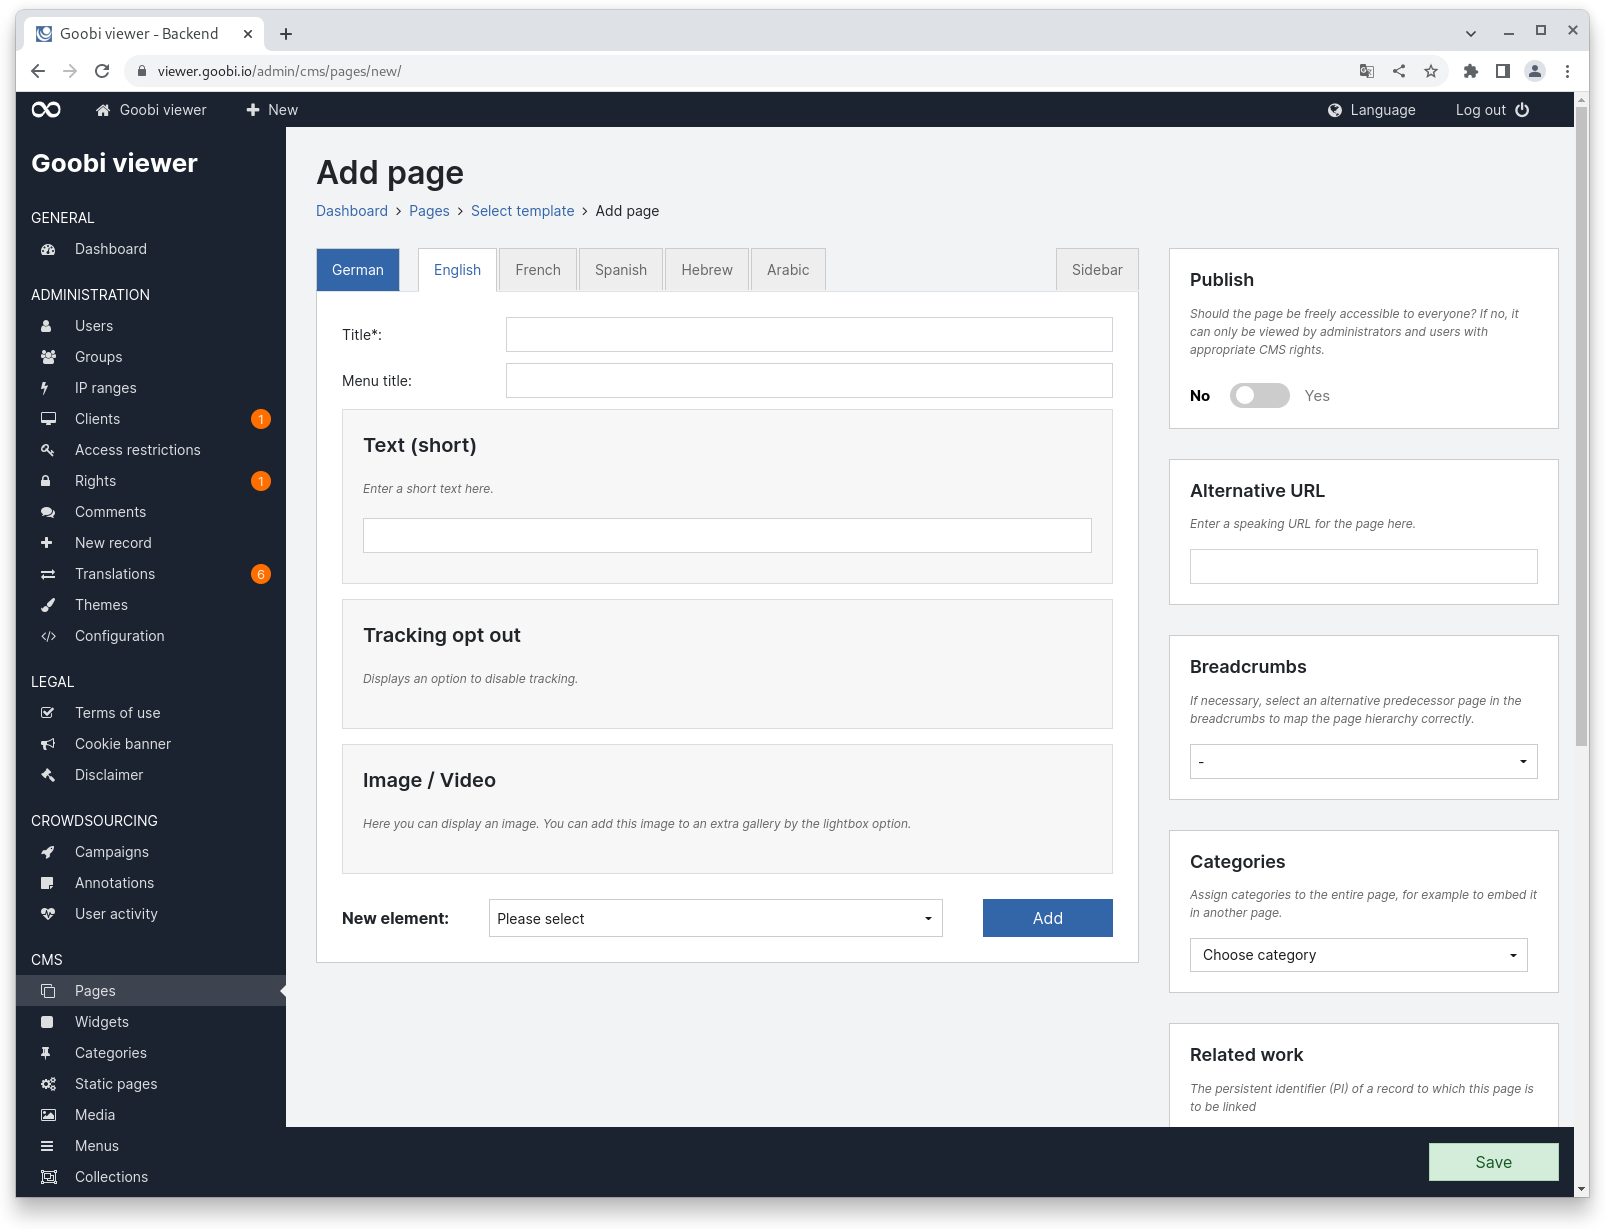 Goobi viewer - Backend
viewer.goobi.io/admin/cms/pages/new/
Goobi viewer
New
Language
Log out
Goobi viewer
GENERAL
Dashboard
ADMINISTRATION
Users
Groups
IP ranges
Clients 1
Access restrictions
Rights 1
Comments
New record
Translations 6
Themes
Configuration
LEGAL
Terms of use
Cookie banner
Disclaimer
CROWDSOURCING
Campaigns
Annotations
User activity
CMS
Pages
Widgets
Categories
Static pages
Media
Menus
Collections
Add page
Dashboard > Pages > Select template > Add page
German English French Spanish Hebrew Arabic Sidebar
Title*:
Menu title:
Text (short)
Enter a short text here.
Tracking opt out
Displays an option to disable tracking.
Image / Video
Here you can display an image. You can add this image to an extra gallery by the lightbox option.
New element: Please select Add
Publish
Should the page be freely accessible to everyone? If no, it
can only be viewed by administrators and users with
appropriate CMS rights.
No Yes
Alternative URL
Enter a speaking URL for the page here.
Breadcrumbs
If necessary, select an alternative predecessor page in the
breadcrumbs to map the page hierarchy correctly.
-
Categories
Assign categories to the entire page, for example to embed it
in another page.
Choose category
Related work
The persistent identifier (PI) of a record to which this page is
to be linked
Save